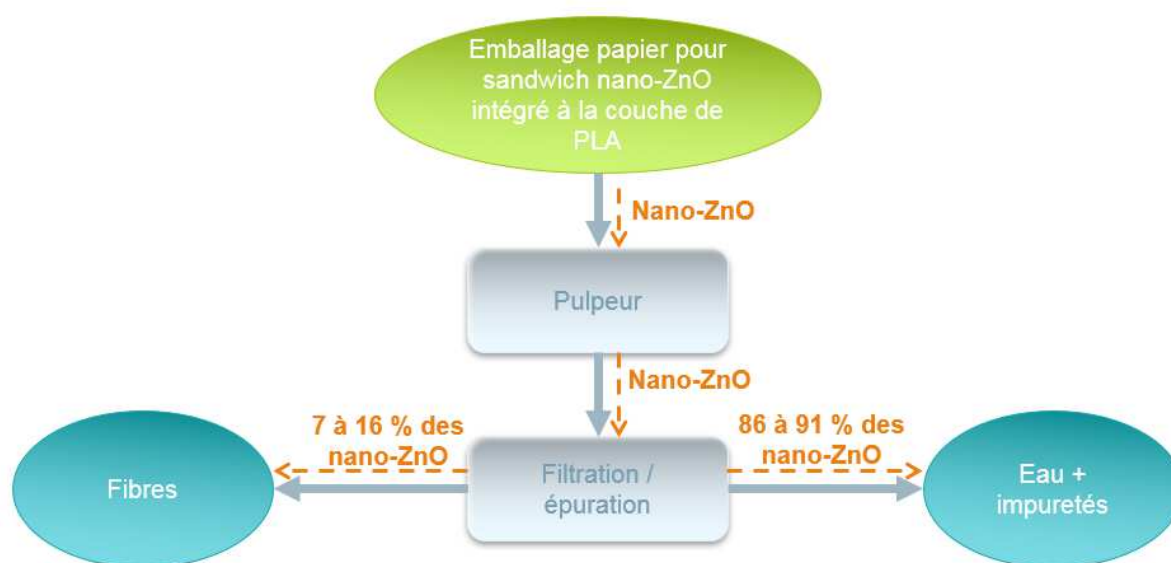 Emballage papier pour
sandwich nano-ZnO
intégré à la couche de
PLA
Nano-ZnO
Pulpeur
Nano-ZnO
7 à 16 % des
nano-ZnO
86 à 91 % des
nano-ZnO
Fibres
Filtration /
épuration
Eau +
impuretés